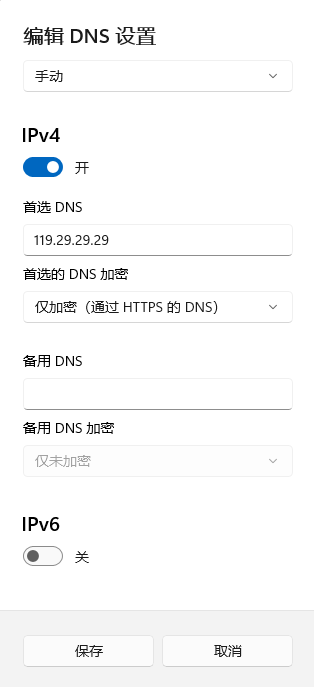 编辑 DNS 设置
手动
IPv4
开
首选 DNS
119.29.29.29
首选的 DNS 加密
仅加密（通过 HTTPS 的 DNS）
备用 DNS
备用 DNS 加密
仅未加密
IPv6
关
保存 取消